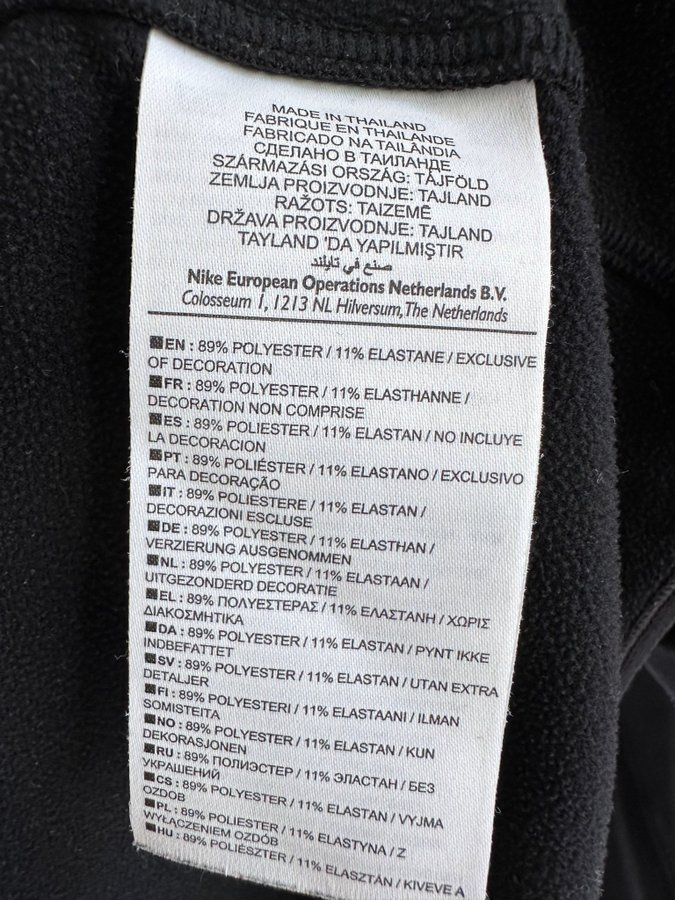 MADE IN THAILAND
FABRIQUE EN THAILANDE
FABRICADO NA TAILÂNDIA
СДЕЛАНО В ТАИЛАНДЕ
SZÁRMAZÁSI ORSZÁG: TÁJFÖLD
ZEMLJA PROIZVODNJE: TAJLAND
RAŽOTS: TAIZEMĒ
DRŽAVA PROIZVODNJE: TAJLAND
TAYLAND 'DA YAPILMIŞTIR
صنع في تايلند
Nike European Operations Netherlands B.V.
Colosseum 1, 1213 NL Hilversum, The Netherlands
EN : 89% POLYESTER / 11% ELASTANE / EXCLUSIVE
OF DECORATION
FR : 89% POLYESTER / 11% ELASTHANNE /
DECORATION NON COMPRISE
ES : 89% POLIESTER / 11% ELASTAN / NO INCLUYE
LA DECORACION
PT : 89% POLIÉSTER / 11% ELASTANO / EXCLUSIVO
PARA DECORAÇÃO
IT : 89% POLIESTERE / 11% ELASTAN /
DECORAZIONI ESCLUSE
DE : 89% POLYESTER / 11% ELASTHAN /
VERZIERUNG AUSGENOMMEN
NL : 89% POLYESTER / 11% ELASTAAN /
UITGEZONDERD DECORATIE
EL : 89% ΠΟΛΥΕΣΤΕΡΑΣ / 11% ΕΛΑΣΤΑΝΗ / ΧΩΡΙΣ
ΔΙΑΚΟΣΜΗΤΙΚΑ
DA : 89% POLYESTER / 11% ELASTAN / PYNT IKKE
INDBEFATTET
SV : 89% POLYESTER / 11% ELASTAN / UTAN EXTRA
DETALJER
FI : 89% POLYESTERI / 11% ELASTAANI / ILMAN
SOMISTEITA
NO : 89% POLYESTER / 11% ELASTAN / KUN
DEKORASJONEN
RU : 89% ПОЛИЭСТЕР / 11% ЭЛАСТАН / БЕЗ
УКРАШЕНИЙ
CS : 89% POLYESTER / 11% ELASTAN / VYJMA
OZDOB
PL : 89% POLIESTER / 11% ELASTYNA / Z
WYŁĄCZENIEM OZDÓB
HU : 89% POLIÉSZTER / 11% ELASZTÁN / KIVEVE A